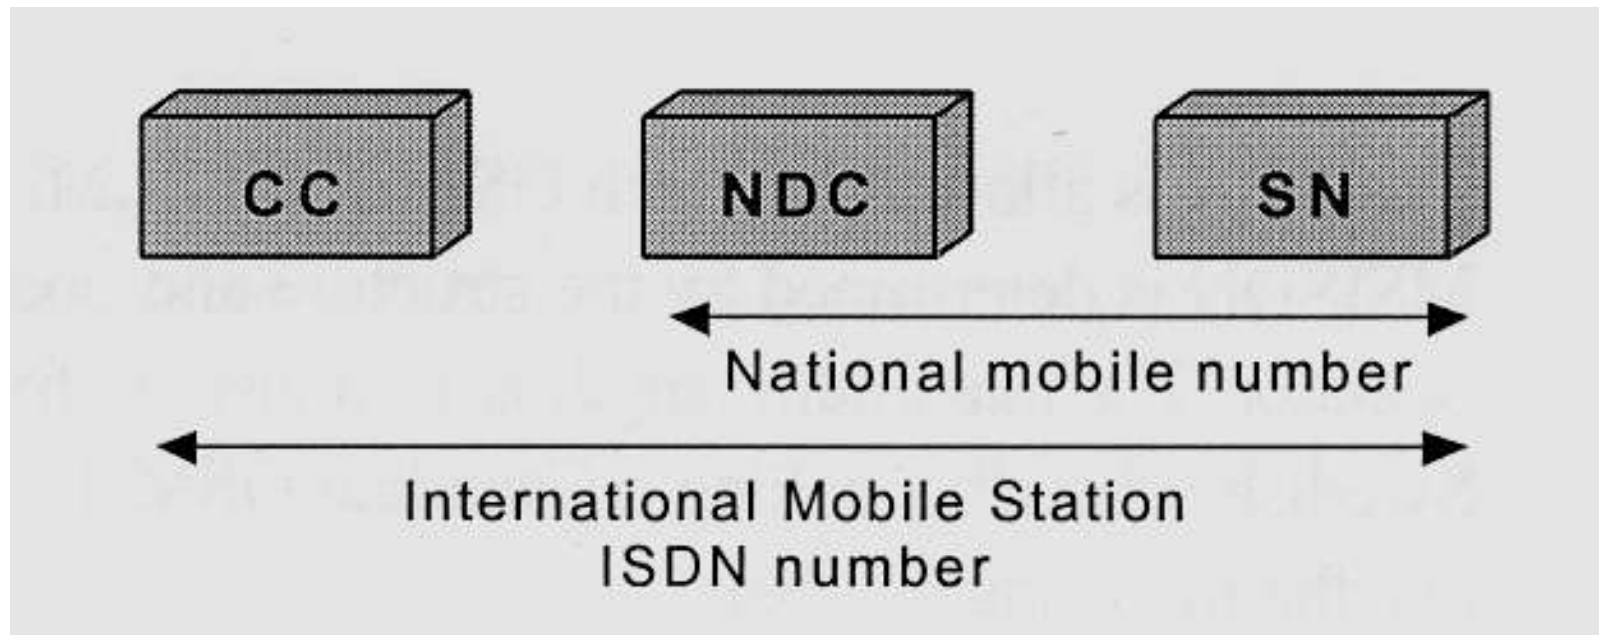 CC
NDC
SN
National mobile number
International Mobile Station
ISDN number